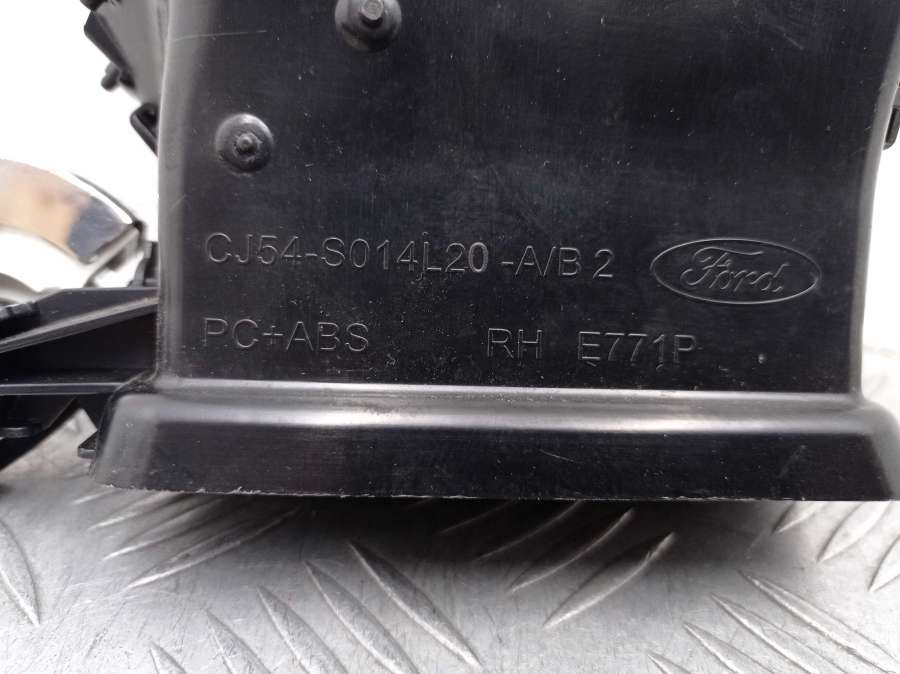 CJ54-S014L20 -A/B 2 Ford
PC+ABS RH E771P